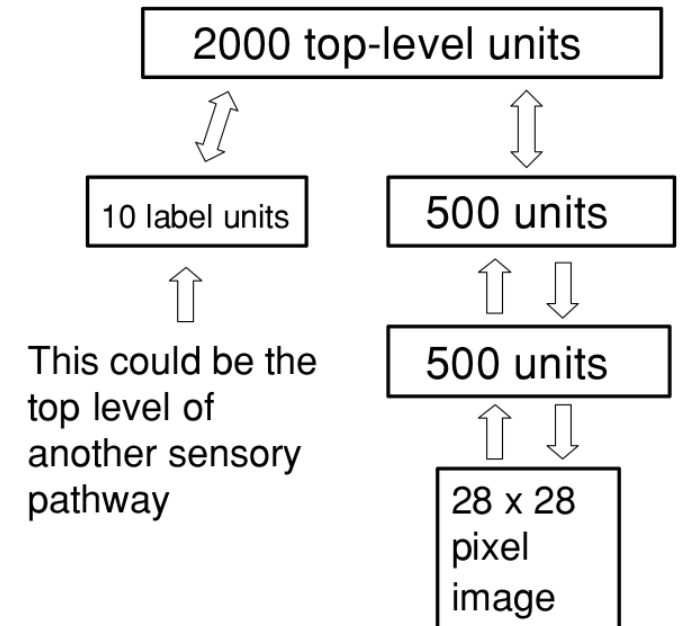 2000 top-level units
10 label units
500 units
This could be the
top level of
another sensory
pathway
500 units
28 x 28
pixel
image